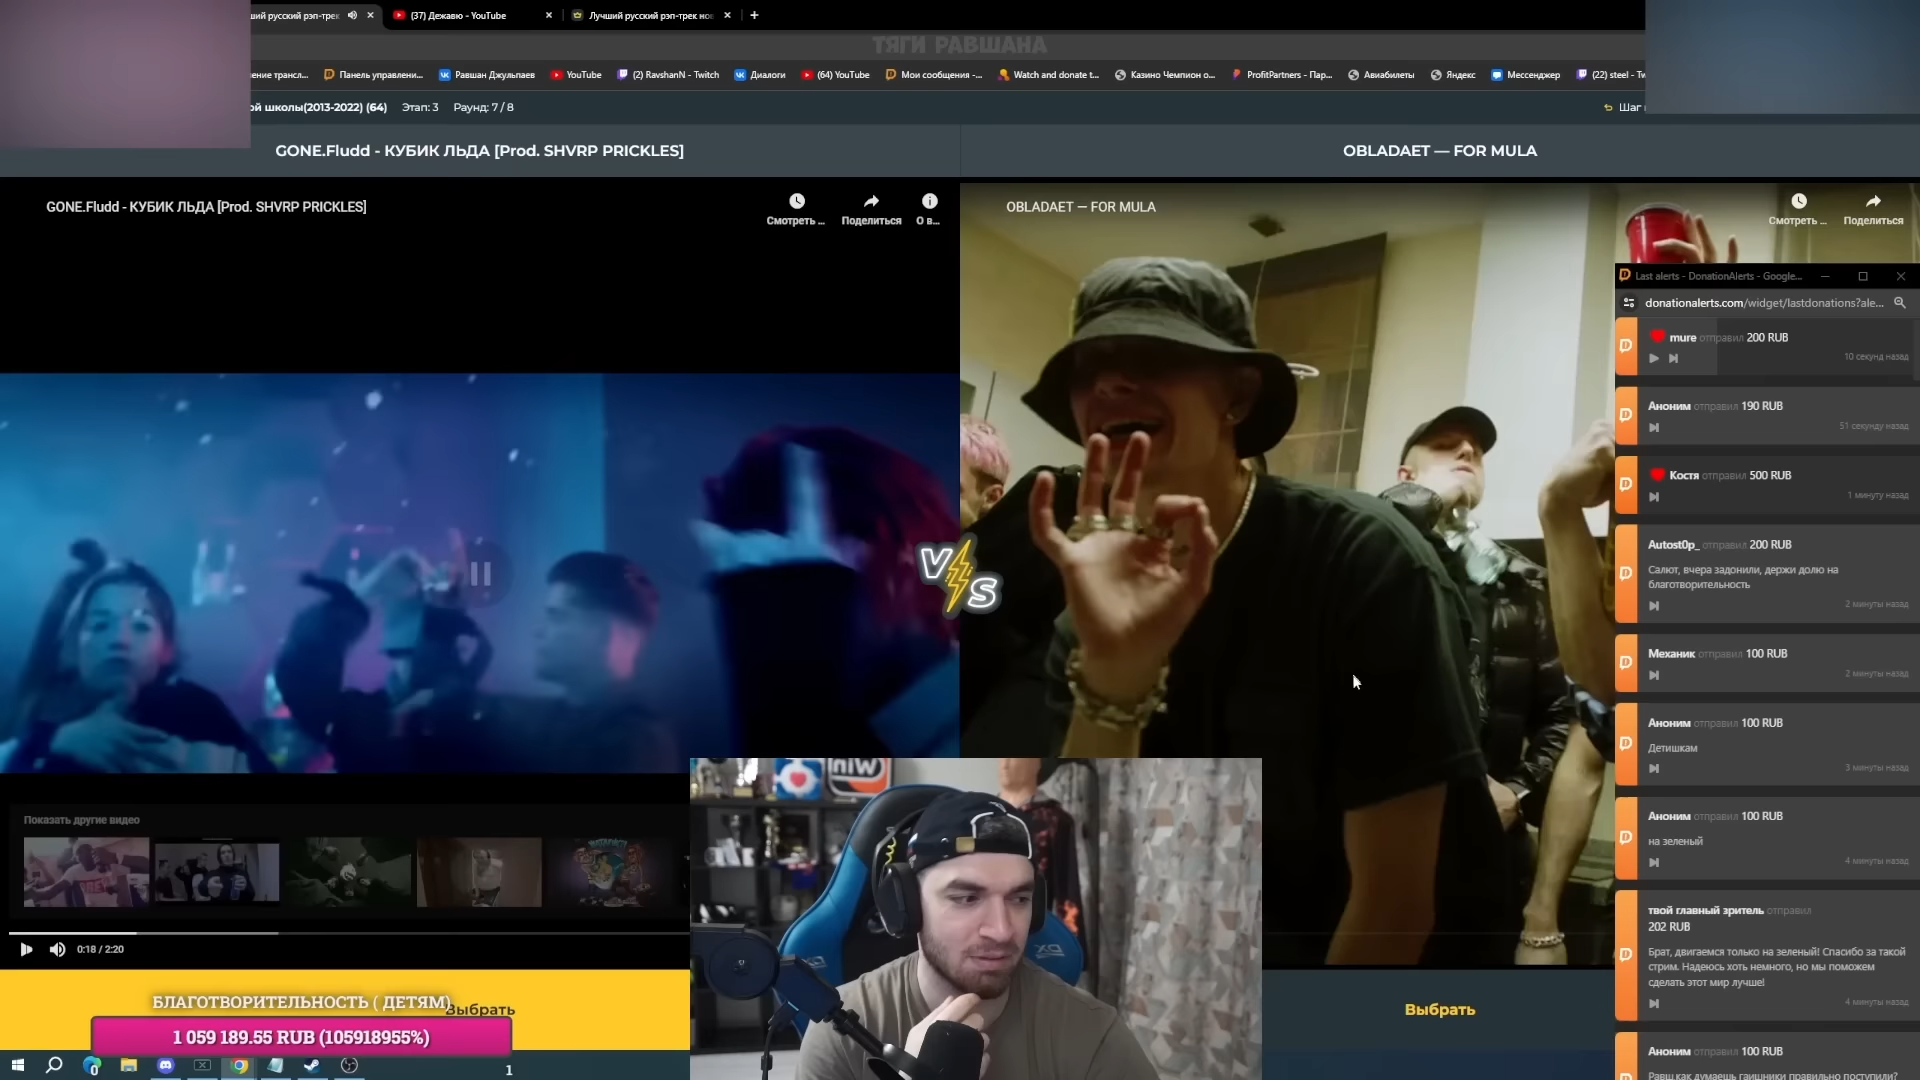 ший русский рэп-трек
(37) Дежавю - YouTube
Лучший русский рэп-трек нов
ТЯГИ РАВШАНА
ение трансл...
Панель управлени...
Равшан Джульпаев
YouTube
(2) RavshanN - Twitch
Диалоги
(64) YouTube
Мои сообщения -...
Watch and donate t...
Казино Чемпион о...
ProfitPartners - Пар...
Авиабилеты
Яндекс
Мессенджер
(22) steel - Tw
ой школы(2013-2022) (64)
Этап: 3
Раунд: 7 / 8
Шаг
GONE.Fludd - КУБИК ЛЬДА [Prod. SHVRP PRICKLES]
OBLADAET — FOR MULA
GONE.Fludd - КУБИК ЛЬДА [Prod. SHVRP PRICKLES]
Смотреть ...
Поделиться
О в...
OBLADAET — FOR MULA
Смотреть ...
Поделиться
VS
Last alerts - DonationAlerts - Google...
donationalerts.com/widget/lastdonations?ale...
mure отправил 200 RUB
10 секунд назад
Аноним отправил 190 RUB
51 секунду назад
Костя отправил 500 RUB
1 минуту назад
Autost0p_ отправил 200 RUB
Салют, вчера задонили, держи долю на
благотворительность
2 минуты назад
Механик отправил 100 RUB
2 минуты назад
Аноним отправил 100 RUB
Детишкам
3 минуты назад
Аноним отправил 100 RUB
на зеленый
4 минуты назад
твой главный зритель отправил
202 RUB
Брат, двигаемся только на зеленый! Спасибо за такой
стрим. Надеюсь хоть немного, но мы поможем
сделать этот мир лучше!
4 минуты назад
Аноним отправил 100 RUB
Равш,как думаешь гаишники правильно поступили?
Показать другие видео
0:18 / 2:20
Выбрать
БЛАГОТВОРИТЕЛЬНОСТЬ ( ДЕТЯМ)
1 059 189.55 RUB (105918955%)
Выбрать
1